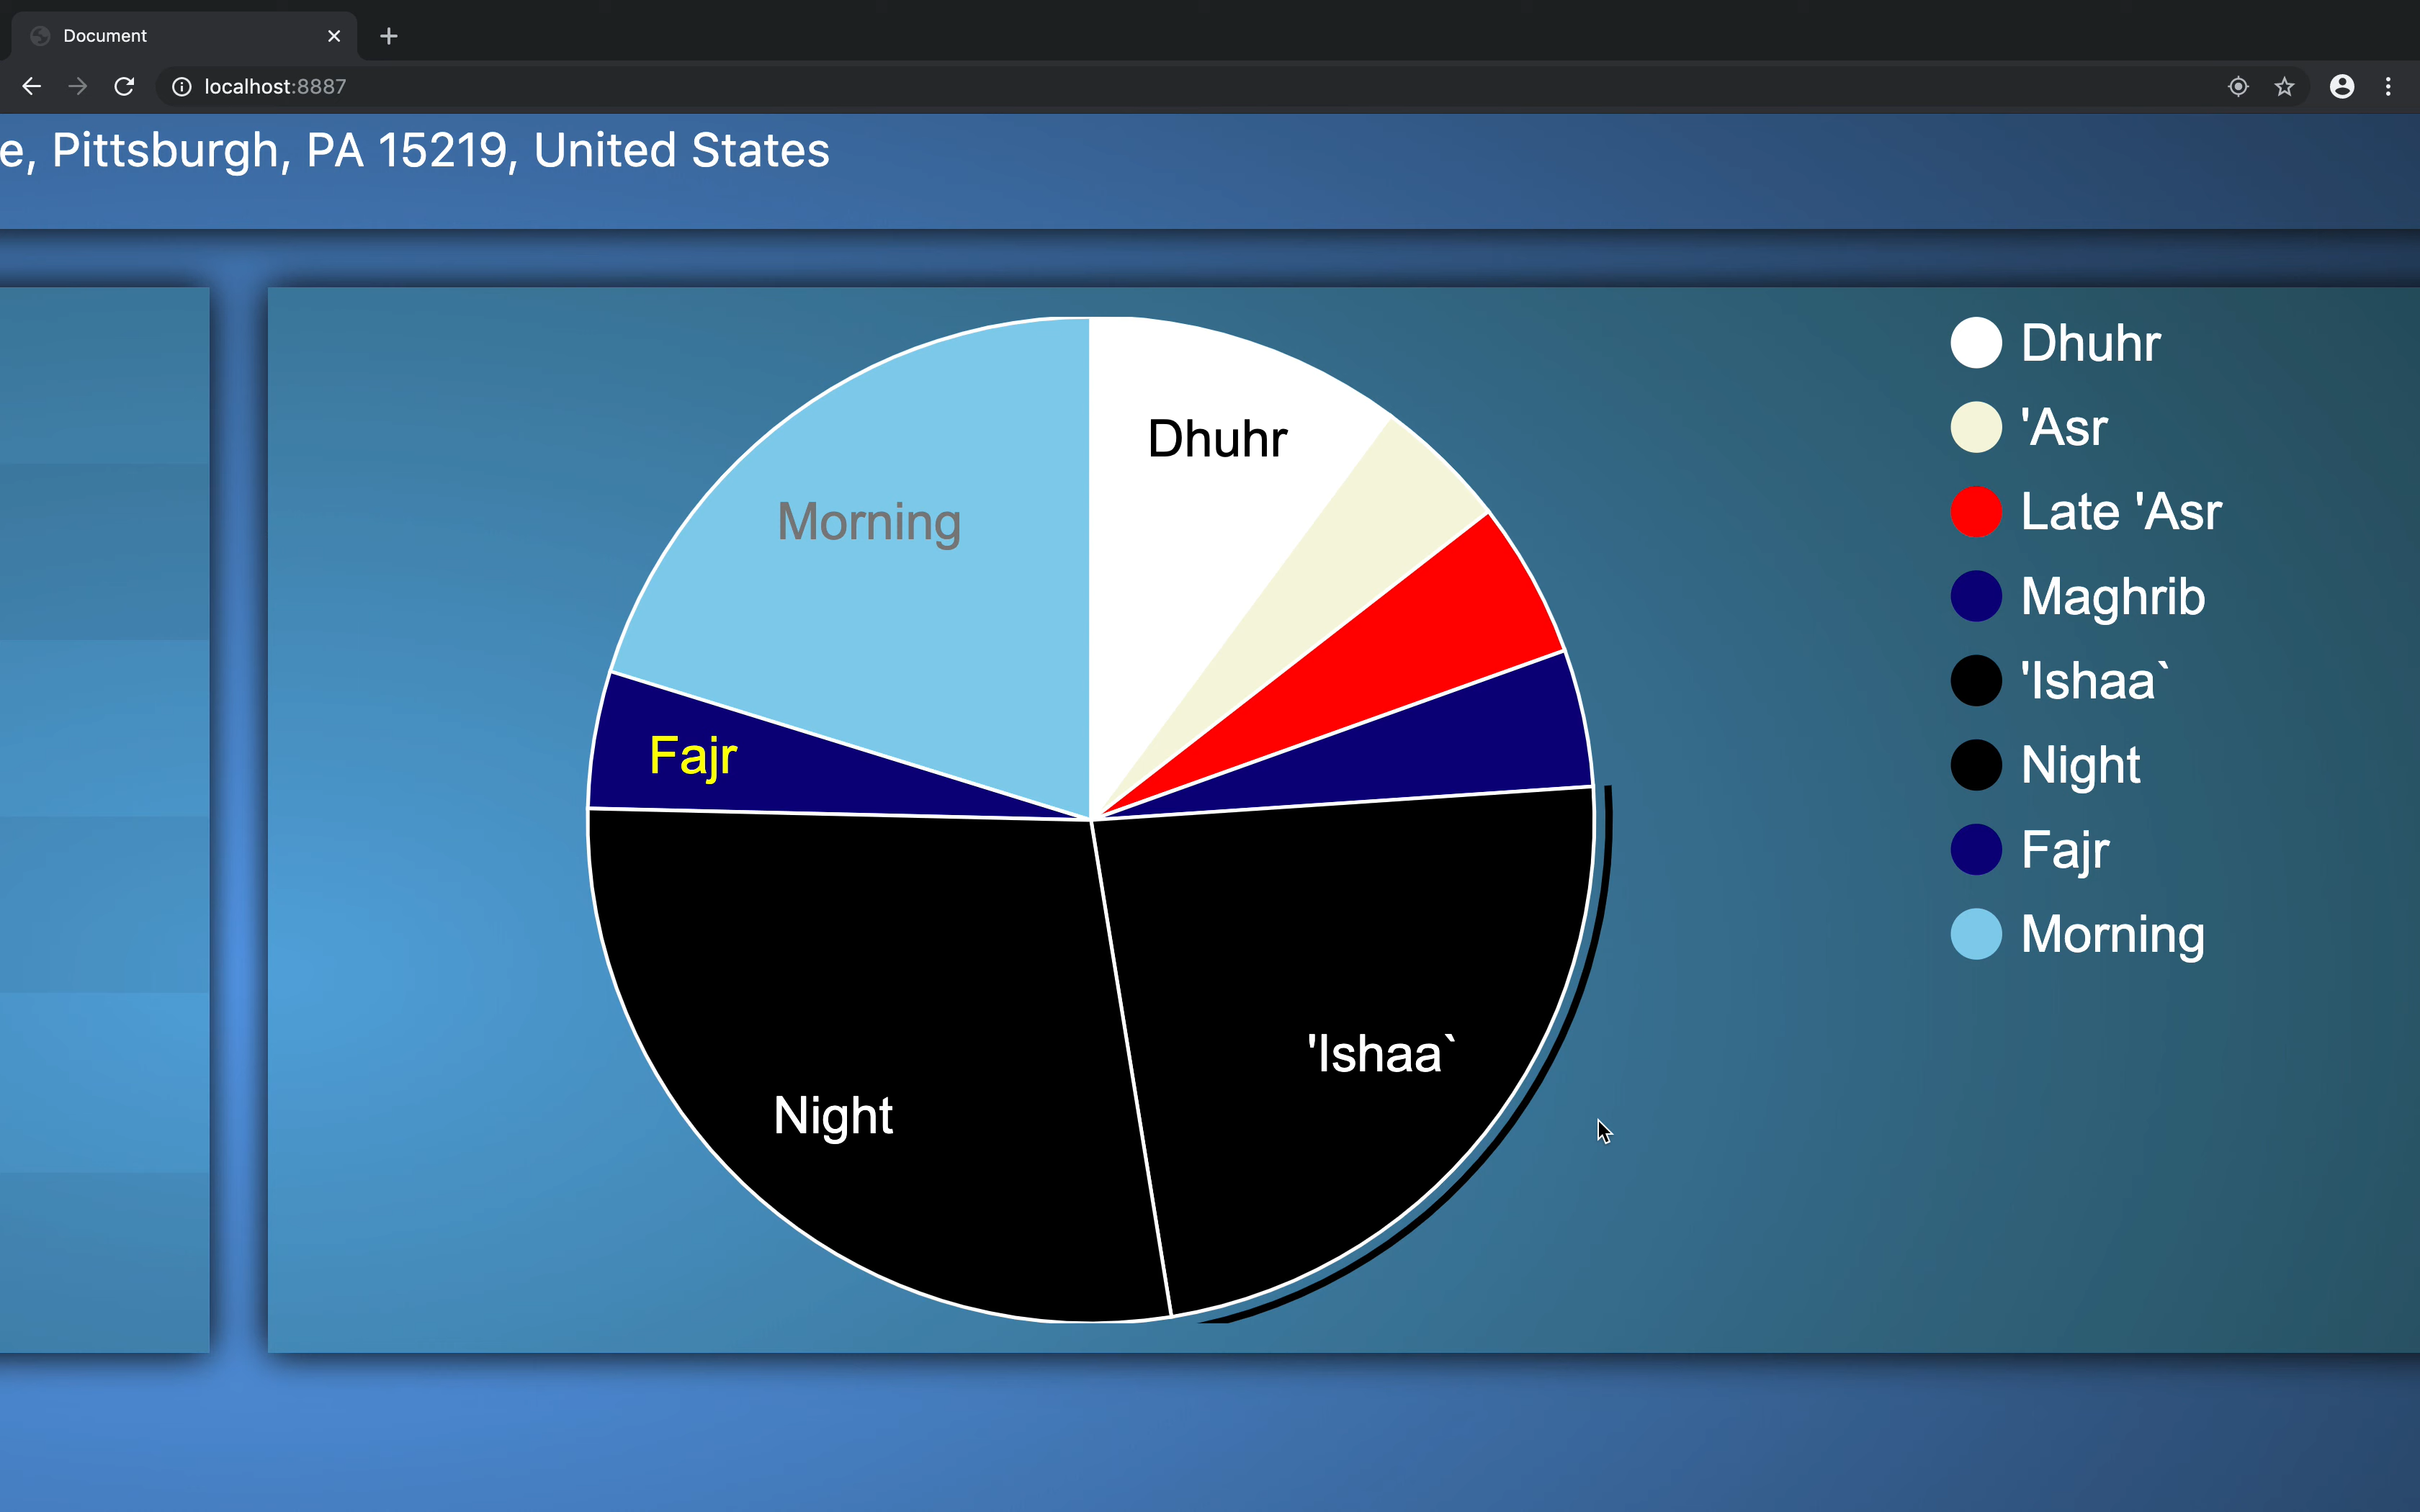 Document
localhost:8887
e, Pittsburgh, PA 15219, United States
Dhuhr
Morning
Fajr
Night
'Ishaa`
Dhuhr
'Asr
Late 'Asr
Maghrib
'Ishaa`
Night
Fajr
Morning